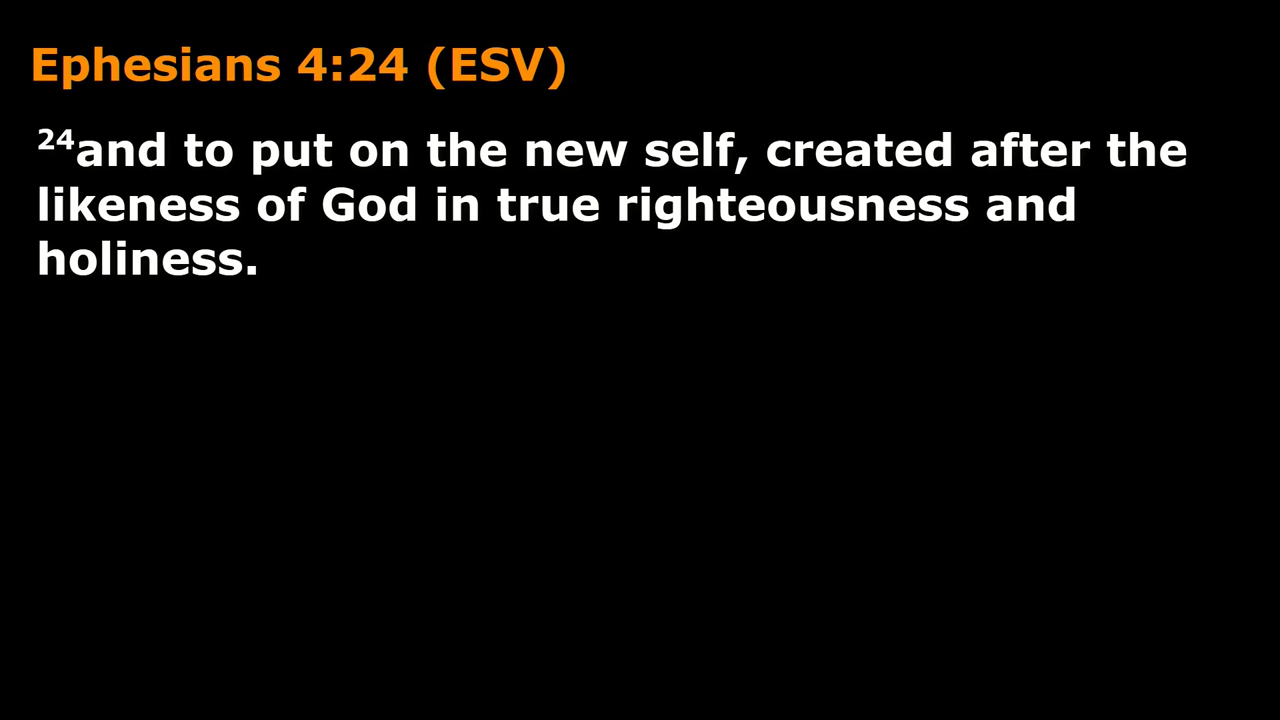 Ephesians 4:24 (ESV)
24and to put on the new self, created after the
likeness of God in true righteousness and
holiness.